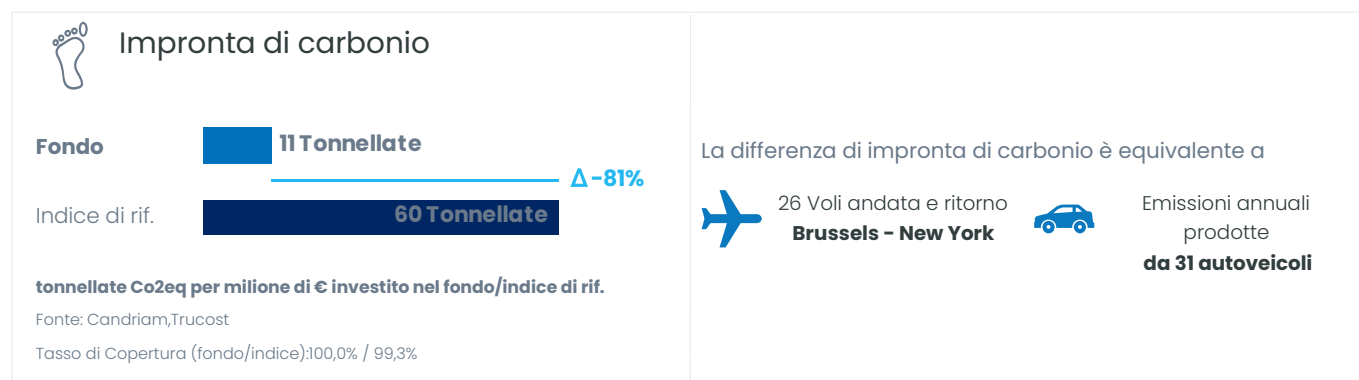 Impronta di carbonio
Fondo
11 Tonnellate
Δ-81%
Indice di rif.
60 Tonnellate
tonnellate Co2eq per milione di € investito nel fondo/indice di rif.
Fonte: Candriam,Trucost
Tasso di Copertura (fondo/indice):100,0% / 99,3%
La differenza di impronta di carbonio è equivalente a
26 Voli andata e ritorno
Brussels - New York
Emissioni annuali
prodotte
da 31 autoveicoli